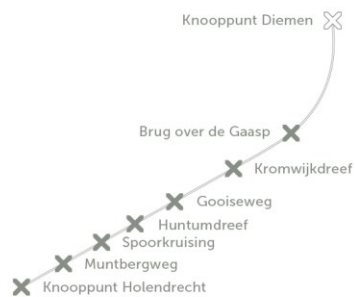 Knooppunt Diemen
Brug over de Gaasp
Kromwijkdreef
Gooiseweg
Huntumdreef
Spoorkruising
Muntbergweg
Knooppunt Holendrecht